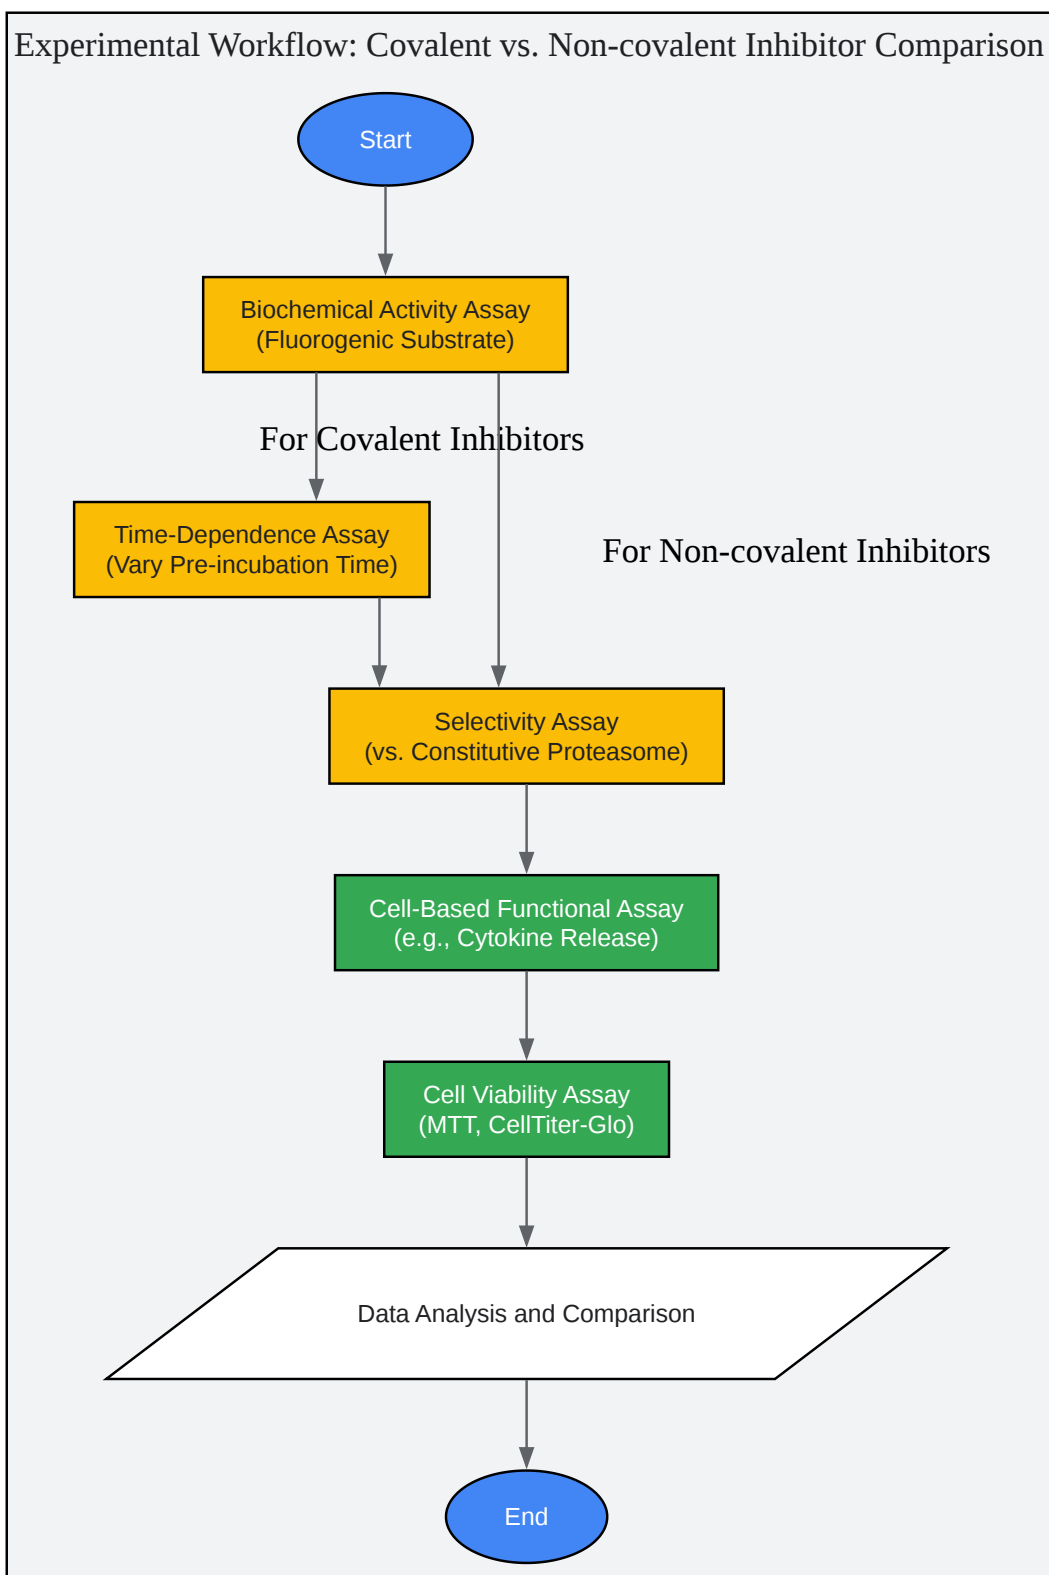 Experimental Workflow: Covalent vs. Non-covalent Inhibitor Comparison
Start
Biochemical Activity Assay
(Fluorogenic Substrate)
For Covalent Inhibitors
Time-Dependence Assay
(Vary Pre-incubation Time)
For Non-covalent Inhibitors
Selectivity Assay
(vs. Constitutive Proteasome)
Cell-Based Functional Assay
(e.g., Cytokine Release)
Cell Viability Assay
(MTT, CellTiter-Glo)
Data Analysis and Comparison
End